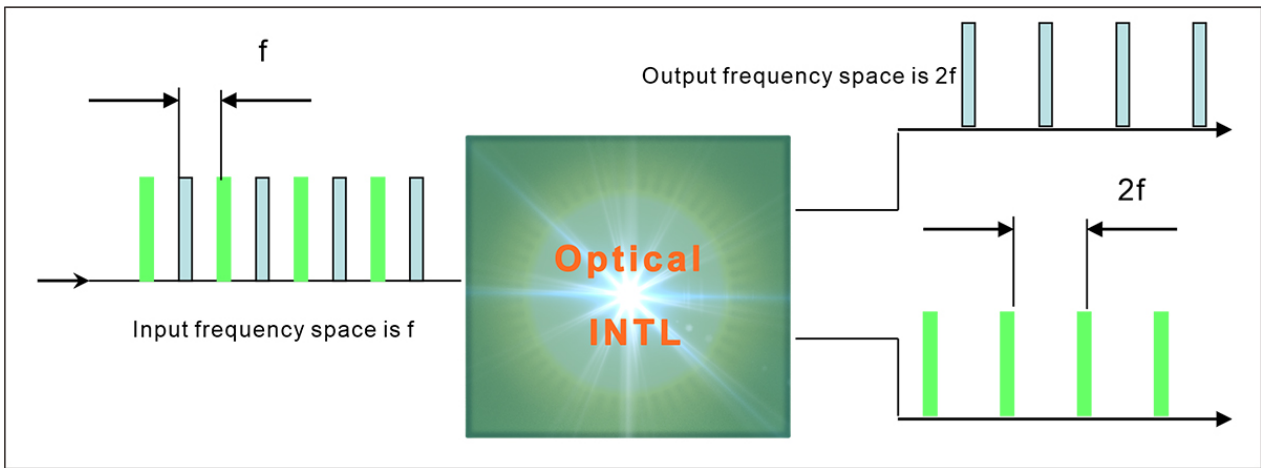 f
Input frequency space is f
Optical
INTL
Output frequency space is 2f
2f